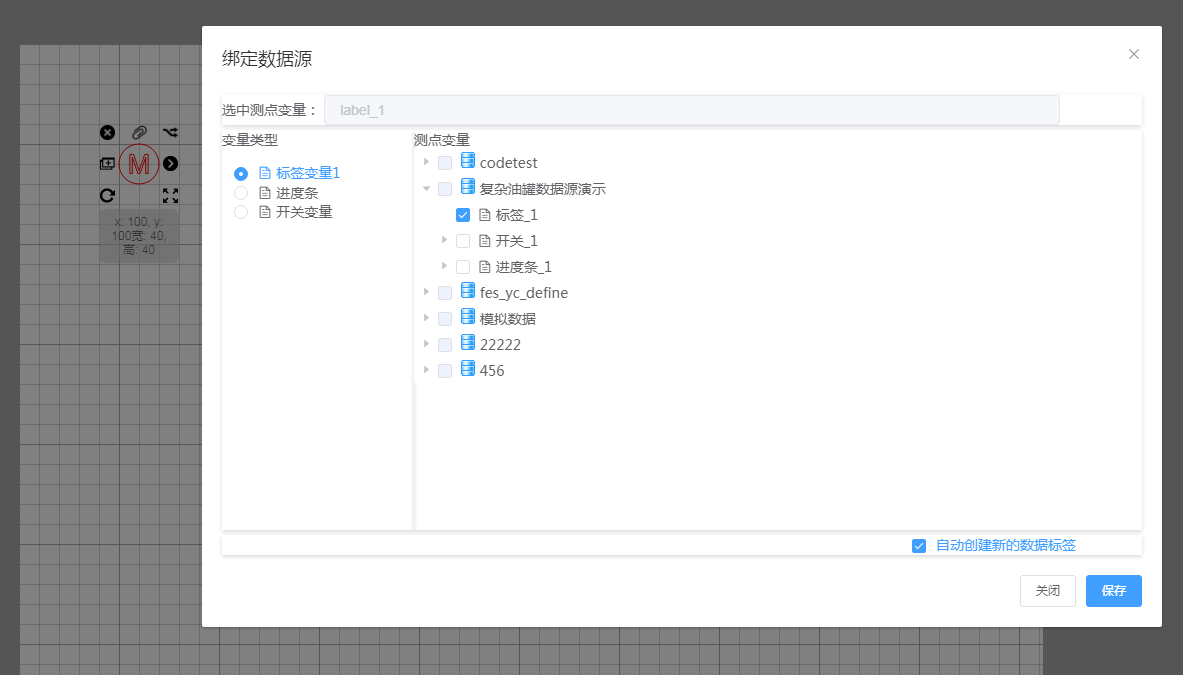 绑定数据源
选中测点变量：
label_1
变量类型
标签变量1
进度条
开关变量
测点变量
codetest
复杂油罐数据源演示
标签_1
开关_1
进度条_1
fes_yc_define
模拟数据
22222
456
自动创建新的数据标签
关闭
保存
M
x: 100, y:
100宽: 40,
高: 40